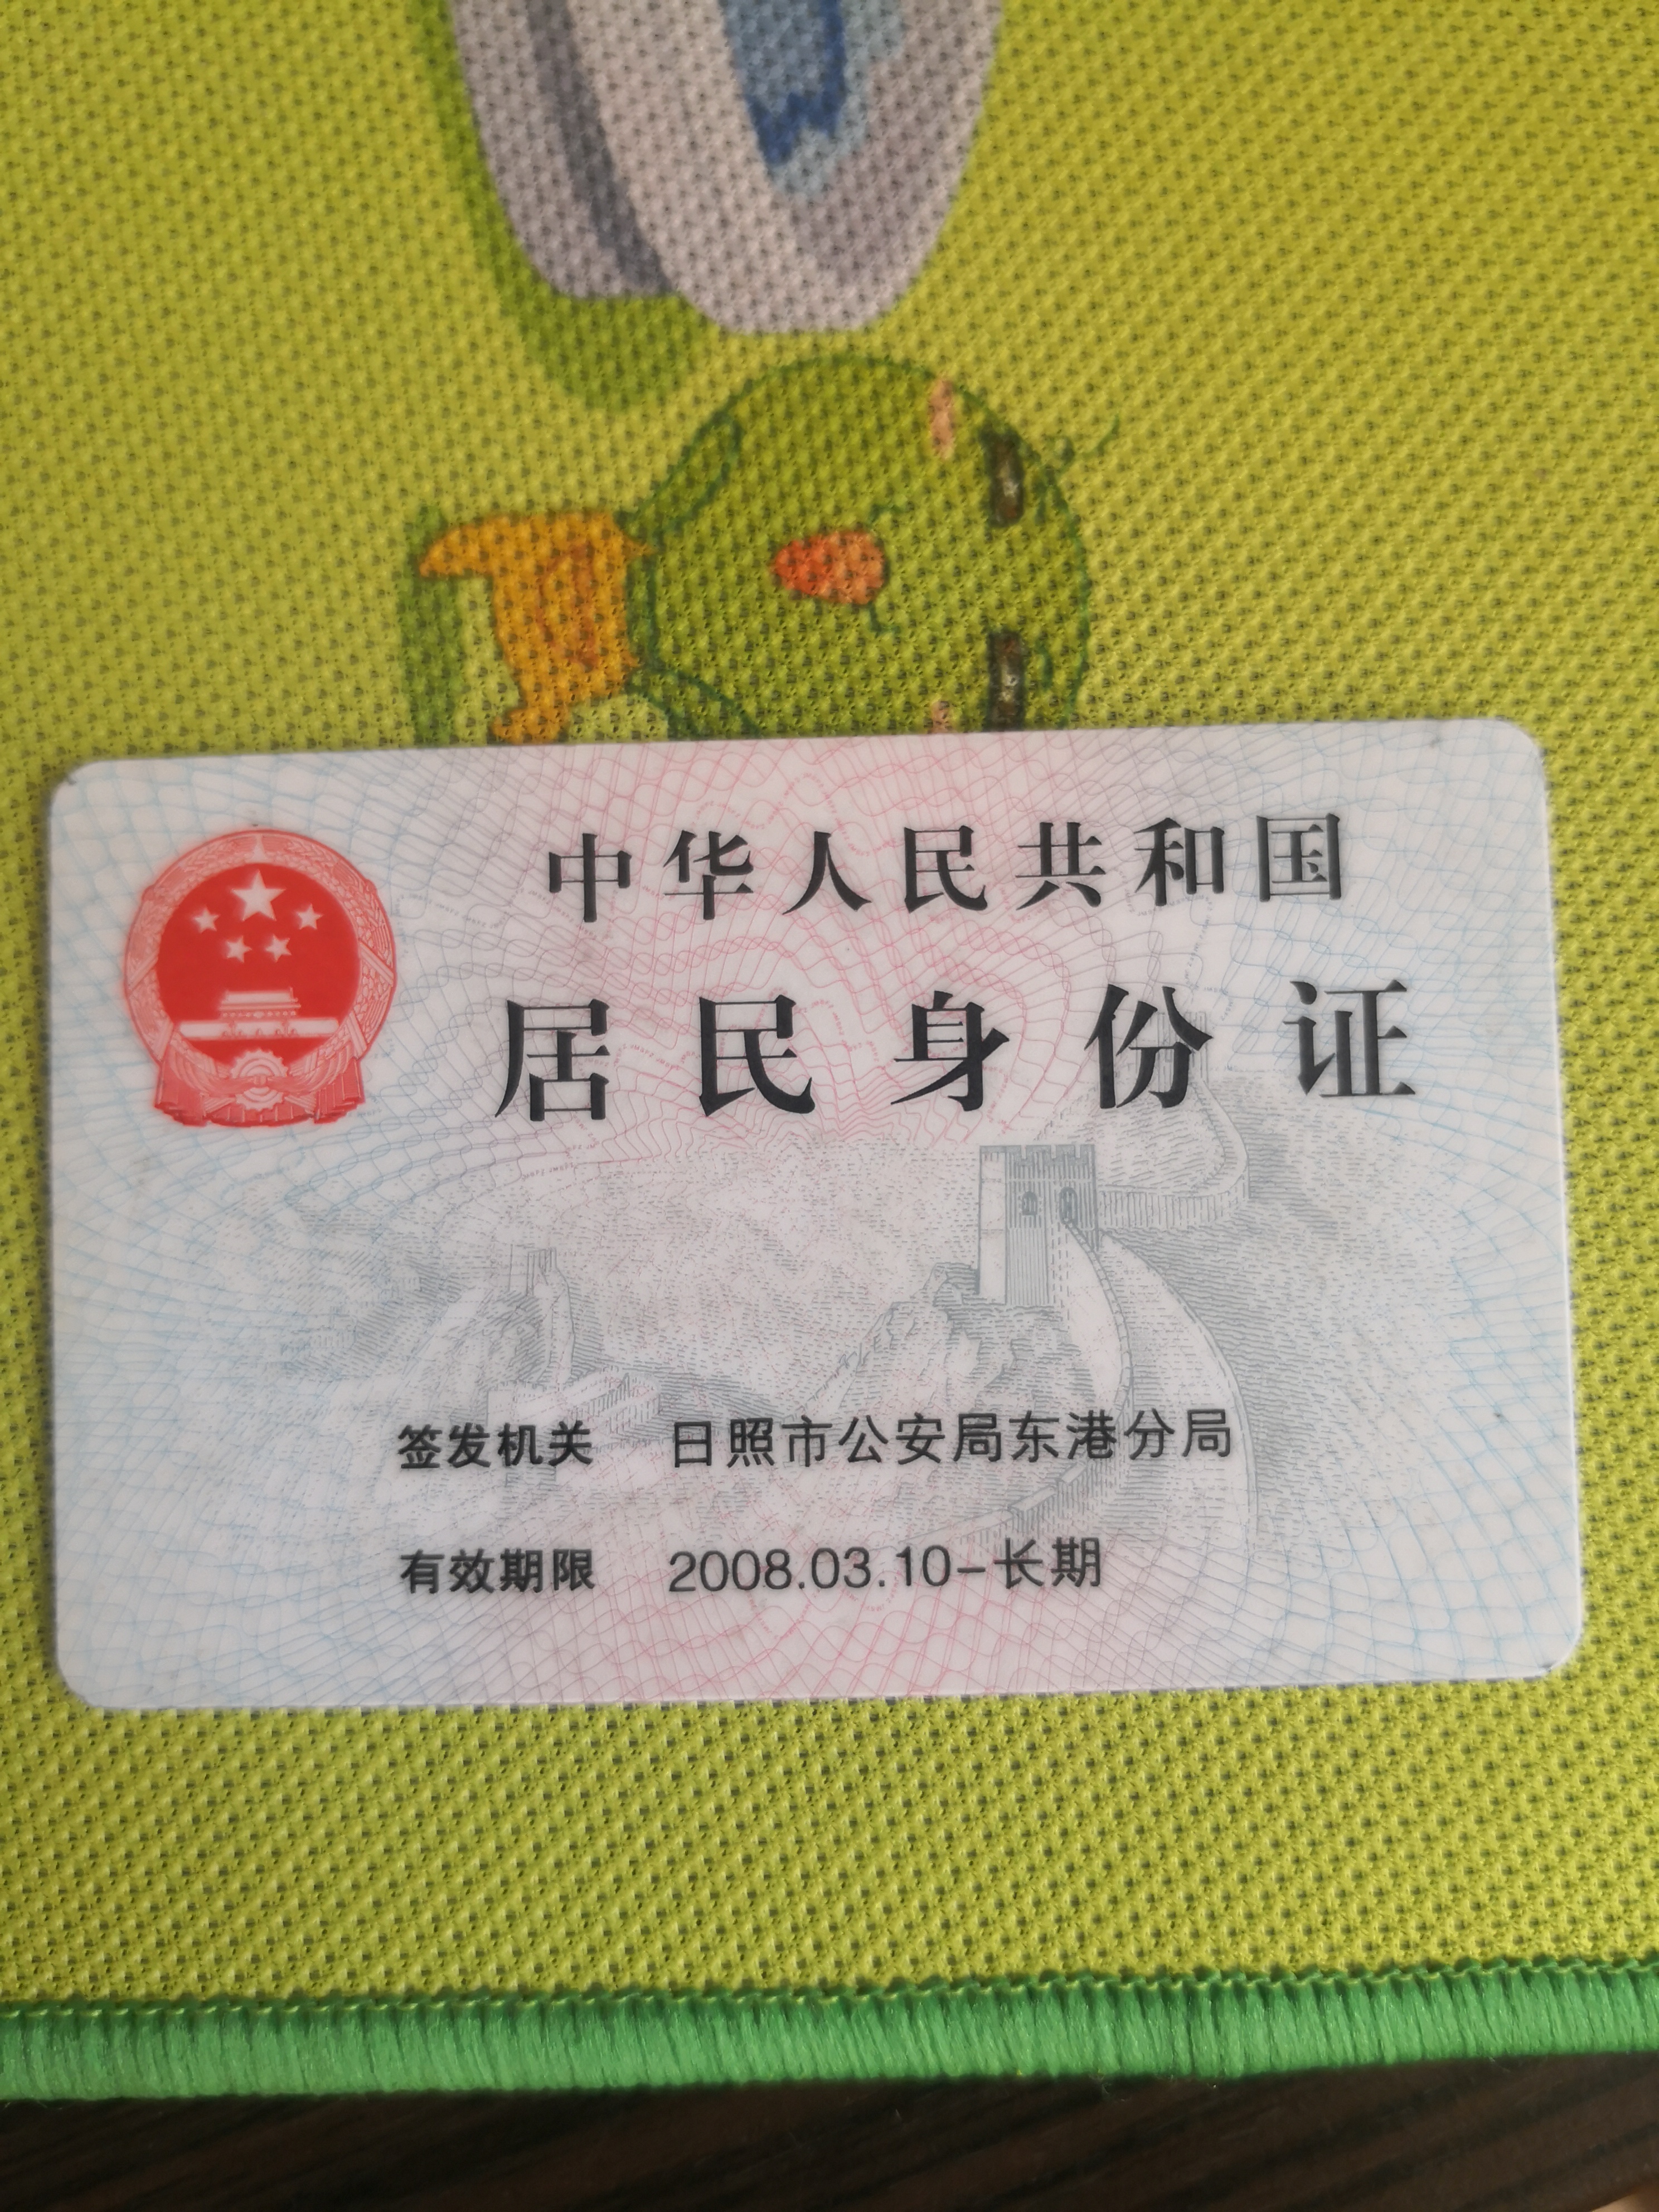 中华人民共和国
居民身份证
签发机关 日照市公安局东港分局
有效期限 2008.03.10-长期